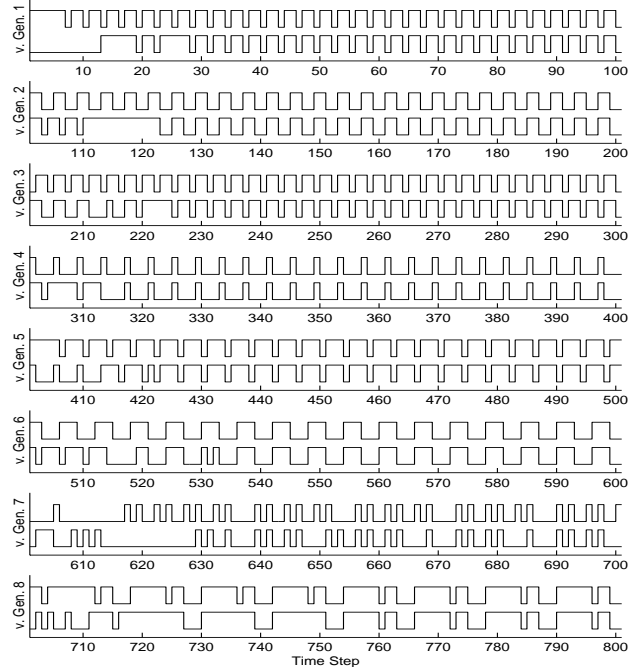 v. Gen. 1
10 20 30 40 50 60 70 80 90 100
v. Gen. 2
110 120 130 140 150 160 170 180 190 200
v. Gen. 3
210 220 230 240 250 260 270 280 290 300
v. Gen. 4
310 320 330 340 350 360 370 380 390 400
v. Gen. 5
410 420 430 440 450 460 470 480 490 500
v. Gen. 6
510 520 530 540 550 560 570 580 590 600
v. Gen. 7
610 620 630 640 650 660 670 680 690 700
v. Gen. 8
710 720 730 740 750 760 770 780 790 800
Time Step